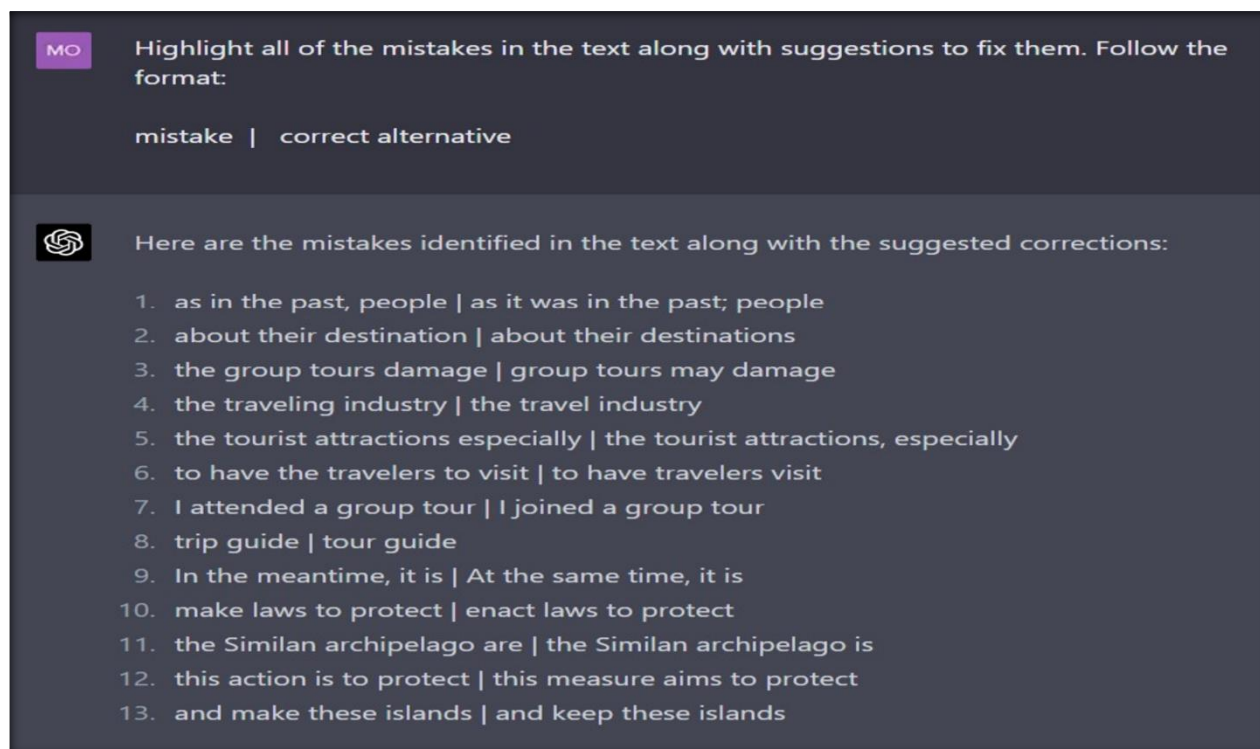 MO
Highlight all of the mistakes in the text along with suggestions to fix them. Follow the
format:
mistake | correct alternative
Here are the mistakes identified in the text along with the suggested corrections:
1. as in the past, people | as it was in the past; people
2. about their destination | about their destinations
3. the group tours damage | group tours may damage
4. the traveling industry | the travel industry
5. the tourist attractions especially | the tourist attractions, especially
6. to have the travelers to visit | to have travelers visit
7. I attended a group tour | I joined a group tour
8. trip guide | tour guide
9. In the meantime, it is | At the same time, it is
10. make laws to protect | enact laws to protect
11. the Similan archipelago are | the Similan archipelago is
12. this action is to protect | this measure aims to protect
13. and make these islands | and keep these islands